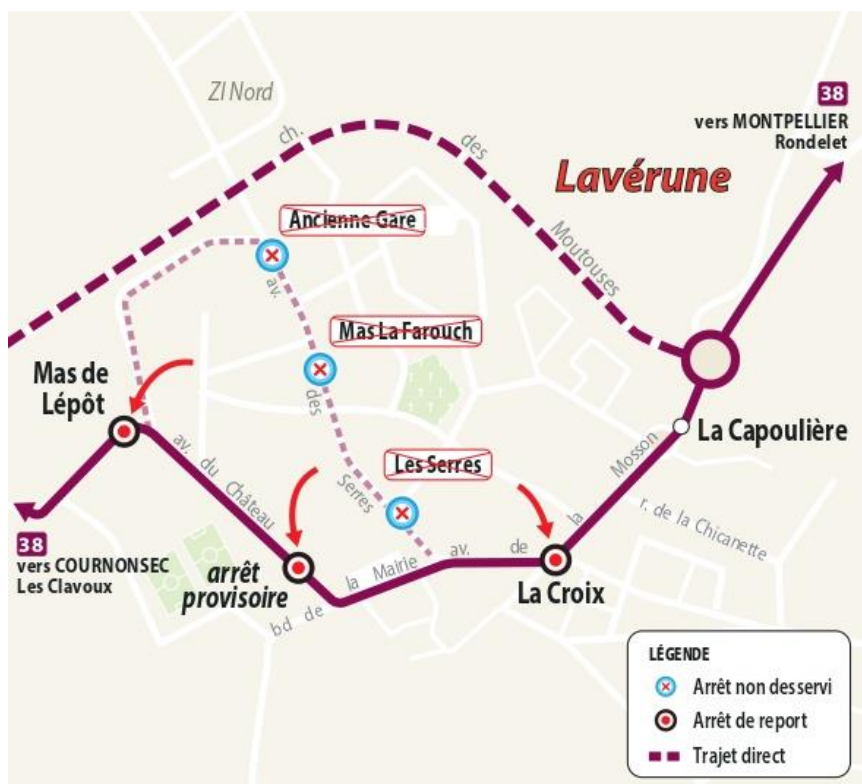 ZI Nord
38
vers MONTPELLIER
Rondelet
ch.
des
Moutouses
Lavérune
Ancienne Gare
av.
Mas La Farouch
des
Mas de
Lépôt
Les Serres
Serres
La Capoulière
Mosson
la
de
av.
r. de la Chicanette
av. du Château
38
vers COURNONSEC
Les Clavoux
arrêt
provisoire
bd de la Mairie
La Croix
LÉGENDE
Arrêt non desservi
Arrêt de report
Trajet direct